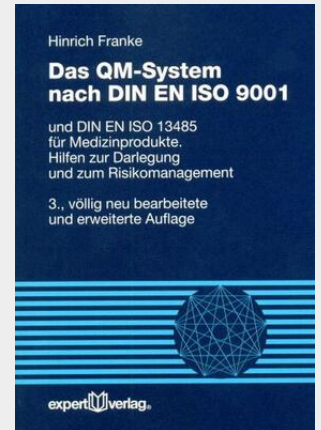 Hinrich Franke
Das QM-System
nach DIN EN ISO 9001
und DIN EN ISO 13485
für Medizinprodukte.
Hilfen zur Darlegung
und zum Risikomanagement
3., völlig neu bearbeitete
und erweiterte Auflage
expert verlag®